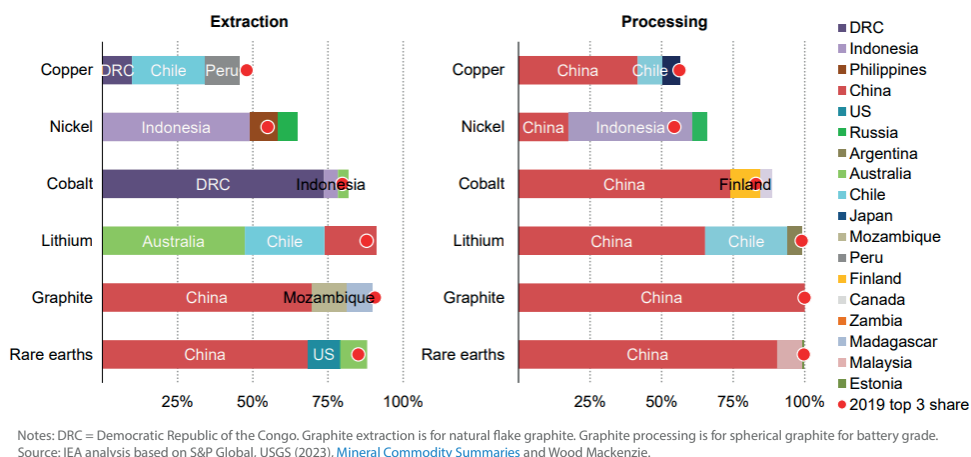 Extraction
Copper
DRC
Chile
Peru
Nickel
Indonesia
Cobalt
DRC
Indonesia
Lithium
Australia
Chile
Graphite
China
Mozambique
Rare earths
China
US
25%
50%
75%
100%
Processing
Copper
China
Chile
Nickel
China
Indonesia
Cobalt
China
Finland
Lithium
China
Chile
Graphite
China
Rare earths
China
25%
50%
75%
100%
DRC
Indonesia
Philippines
China
US
Russia
Argentina
Australia
Chile
Japan
Mozambique
Peru
Finland
Canada
Zambia
Madagascar
Malaysia
Estonia
2019 top 3 share
Notes: DRC = Democratic Republic of the Congo. Graphite extraction is for natural flake graphite. Graphite processing is for spherical graphite for battery grade.
Source: IEA analysis based on S&P Global, USGS (2023), Mineral Commodity Summaries and Wood Mackenzie.